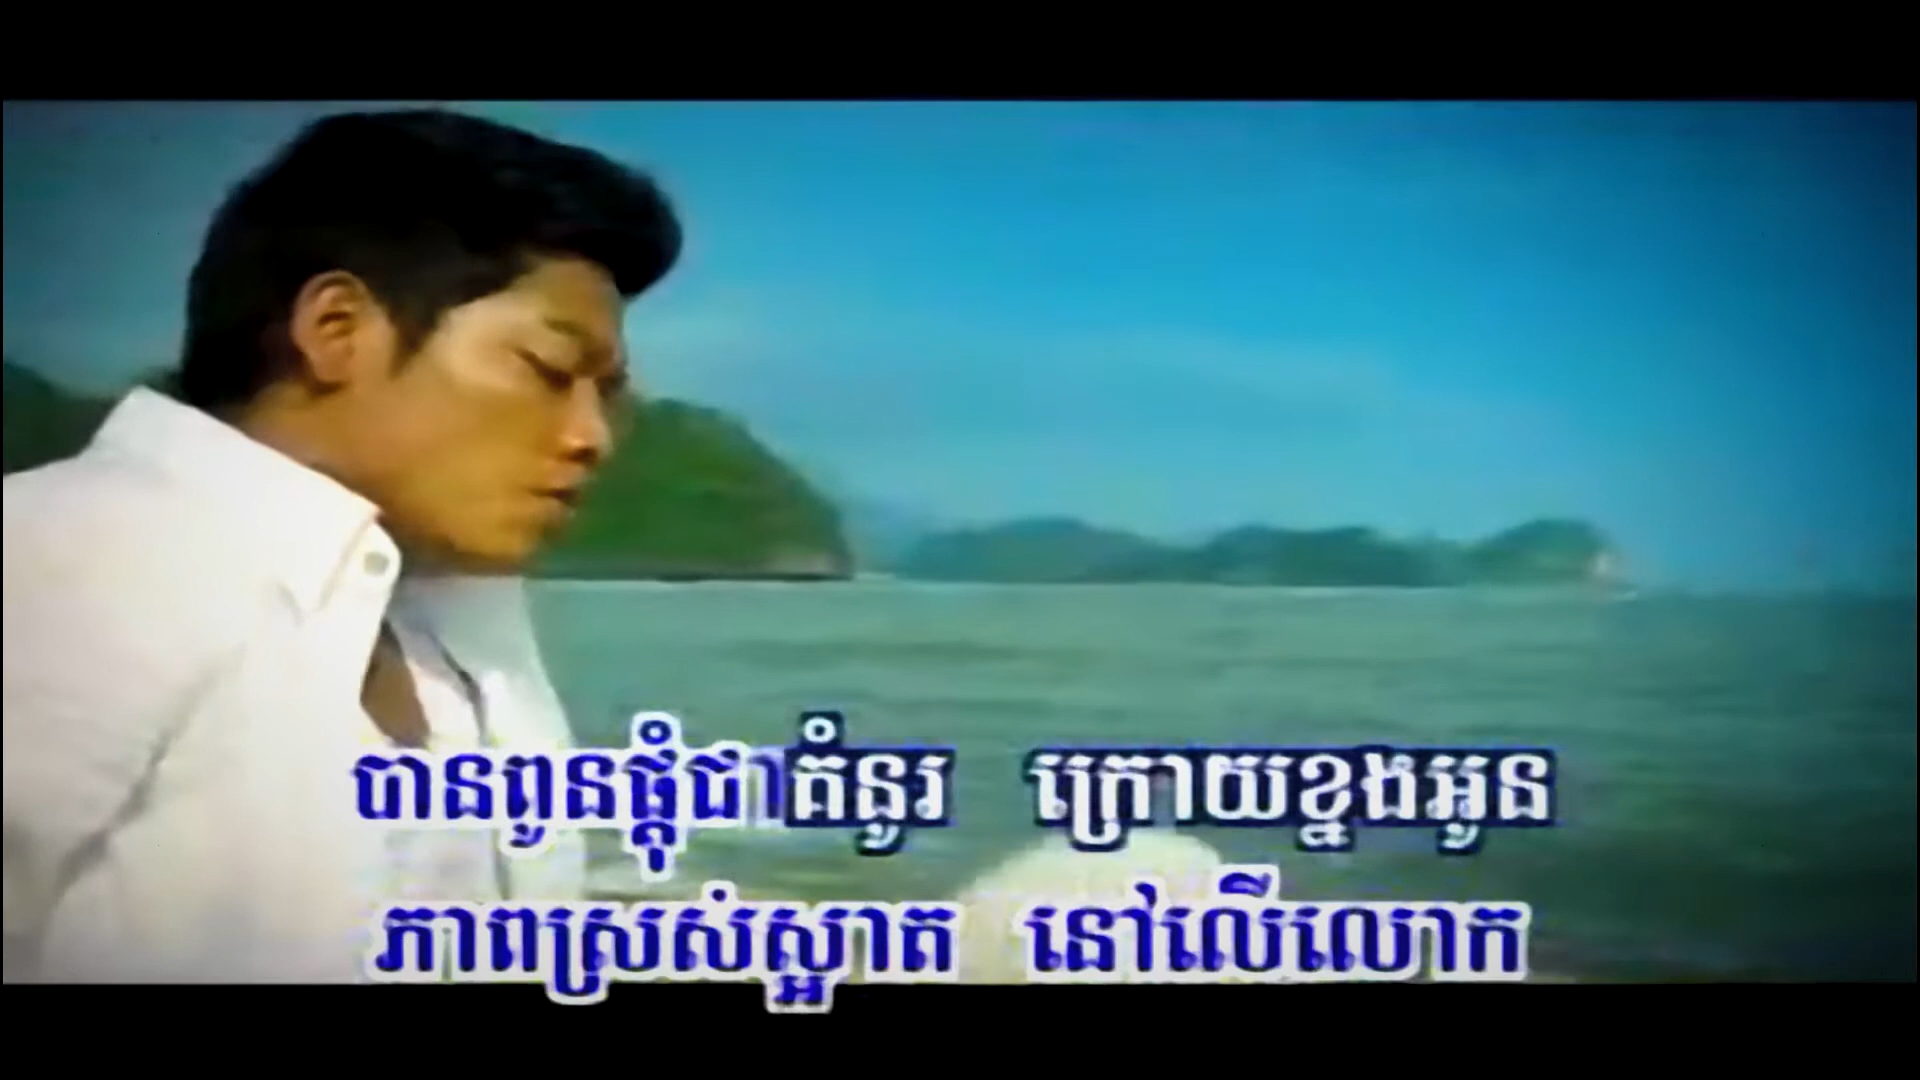 បានពូនផ្តុំជាគំនូរ ក្រោយខ្នងអូន
ភាពស្រស់ស្អាត នៅលើលោក